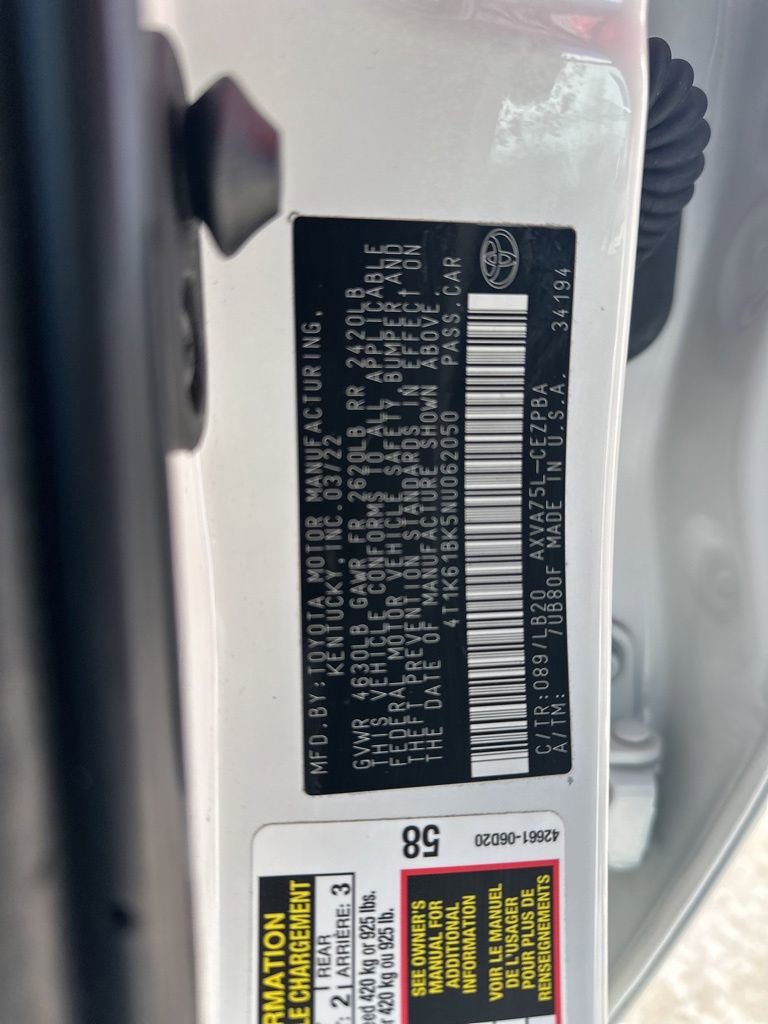 MFD.BY:TOYOTA MOTOR MANUFACTURING,
KENTUCKY, INC. 03/22
GVWR 4630LB GAWR FR 2620LB RR 2420LB
THIS VEHICLE CONFORMS TO ALL APPLICABLE
FEDERAL MOTOR VEHICLE SAFETY, BUMPER, AND
THEFT PREVENTION STANDARDS IN EFFECT ON
THE DATE OF MANUFACTURE SHOWN ABOVE.
4T1K61BK5NU062050 PASS.CAR
C/TR:089/LB20 AXVA75L-CEZPBA
A/TM: /UB80F MADE IN U.S.A. 34194
58
42661-06D20
RMATION
LE CHARGEMENT
2 REAR
ARRIÈRE: 3
420 kg or 925 lbs.
420 kg ou 925 lb.
SEE OWNER'S
MANUAL FOR
ADDITIONAL
INFORMATION
VOIR LE MANUEL
DE L'USAGER
POUR PLUS DE
RENSEIGNEMENTS